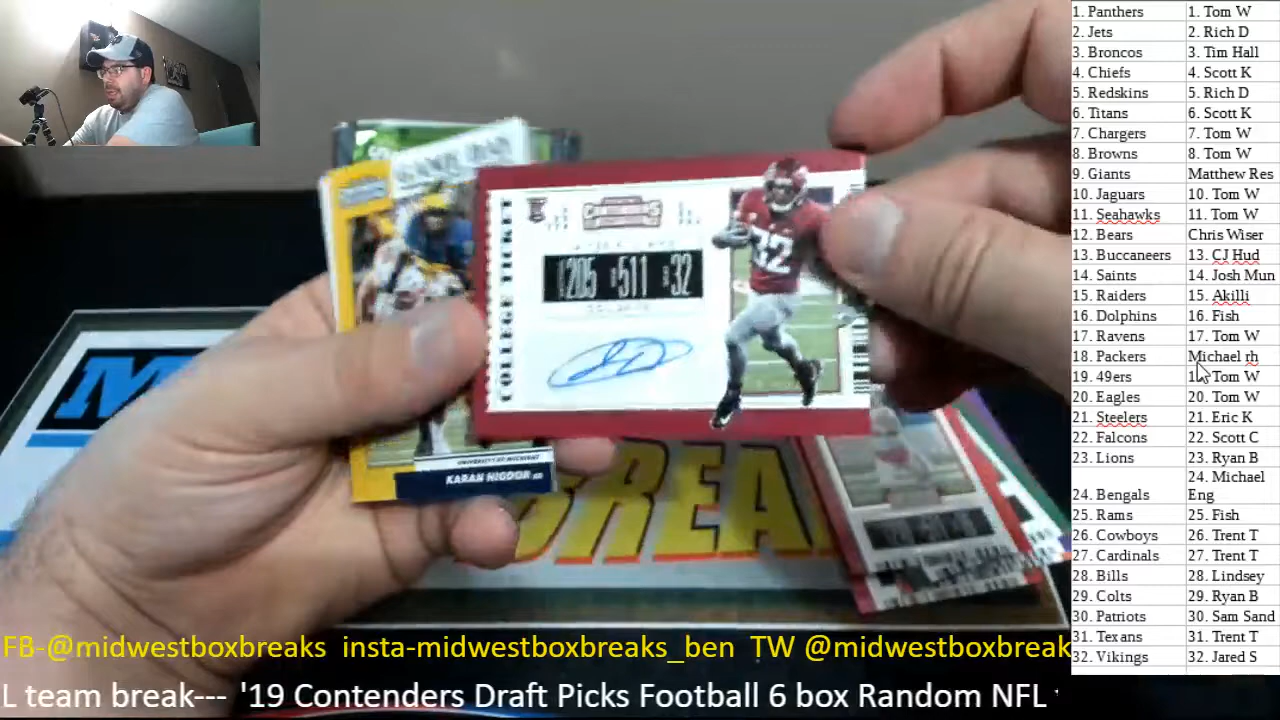 1. Panthers 1. Tom W
2. Jets 2. Rich D
3. Broncos 3. Tim Hall
4. Chiefs 4. Scott K
5. Redskins 5. Rich D
6. Titans 6. Scott K
7. Chargers 7. Tom W
8. Browns 8. Tom W
9. Giants Matthew Res
10. Jaguars 10. Tom W
11. Seahawks 11. Tom W
12. Bears Chris Wiser
13. Buccaneers 13. CJ Hud
14. Saints 14. Josh Mun
15. Raiders 15. Akilli
16. Dolphins 16. Fish
17. Ravens 17. Tom W
18. Packers Michael rh
19. 49ers Tom W
20. Eagles 20. Tom W
21. Steelers 21. Eric K
22. Falcons 22. Scott C
23. Lions 23. Ryan B
24. Michael
24. Bengals Eng
25. Rams 25. Fish
26. Cowboys 26. Trent T
27. Cardinals 27. Trent T
28. Bills 28. Lindsey
29. Colts 29. Ryan B
30. Patriots 30. Sam Sand
31. Texans 31. Trent T
32. Vikings 32. Jared S
COLLEGE TICKET
205 511 32
32
KARAN HIGDON
BREA
FB-@midwestboxbreaks insta-midwestboxbreaks_ben TW @midwestboxbreak
L team break--- '19 Contenders Draft Picks Football 6 box Random NFL